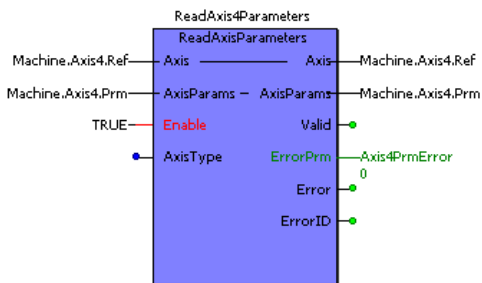 ReadAxis4Parameters
ReadAxisParameters
Machine.Axis4.Ref Axis Axis Machine.Axis4.Ref
Machine.Axis4.Prm AxisParams AxisParams Machine.Axis4.Prm
TRUE Enable Valid
AxisType ErrorPrm Axis4PrmError
0
Error
ErrorID